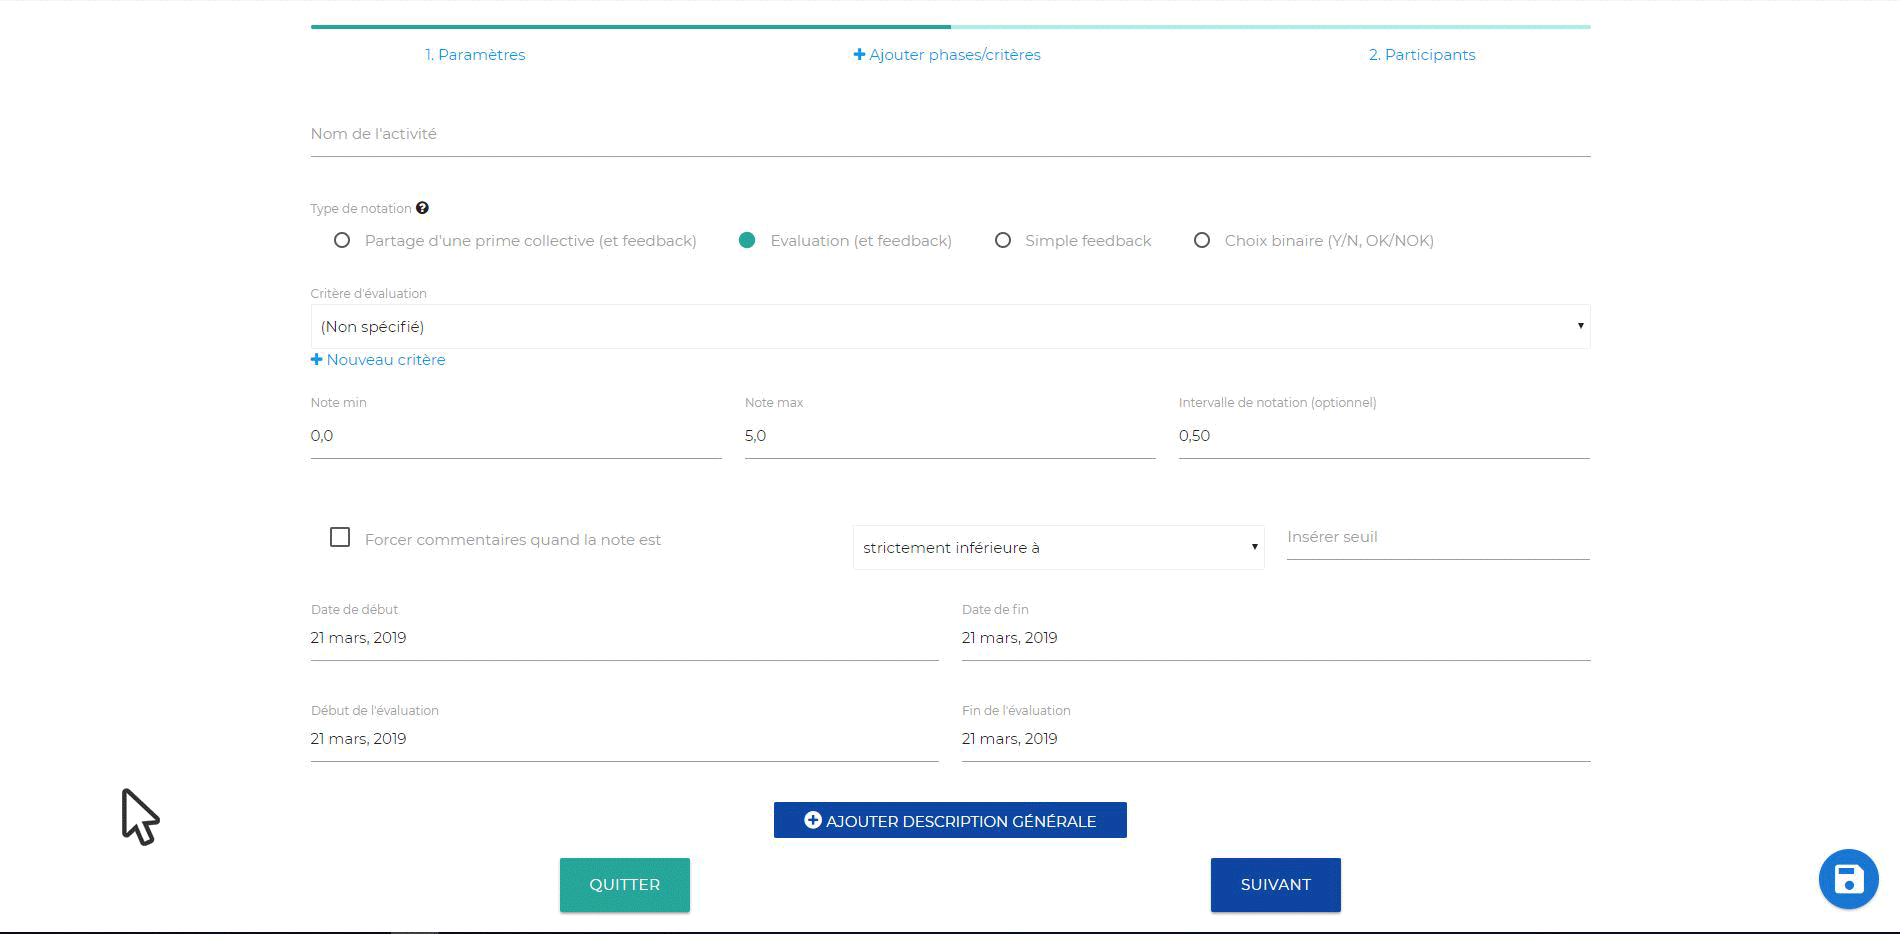 1. Paramètres
Ajouter phases/critères
2. Participants
Nom de l'activité
Type de notation
Partage d'une prime collective (et feedback)
Evaluation (et feedback)
Simple feedback
Choix binaire (Y/N, OK/NOK)
Critère d'évaluation
(Non spécifié)
Nouveau critère
Note min
Note max
Intervalle de notation (optionnel)
0,0
5,0
0,50
Forcer commentaires quand la note est
strictement inférieure à
Insérer seuil
Date de début
Date de fin
21 mars, 2019
21 mars, 2019
Début de l'évaluation
Fin de l'évaluation
21 mars, 2019
21 mars, 2019
AJOUTER DESCRIPTION GÉNÉRALE
QUITTER
SUIVANT